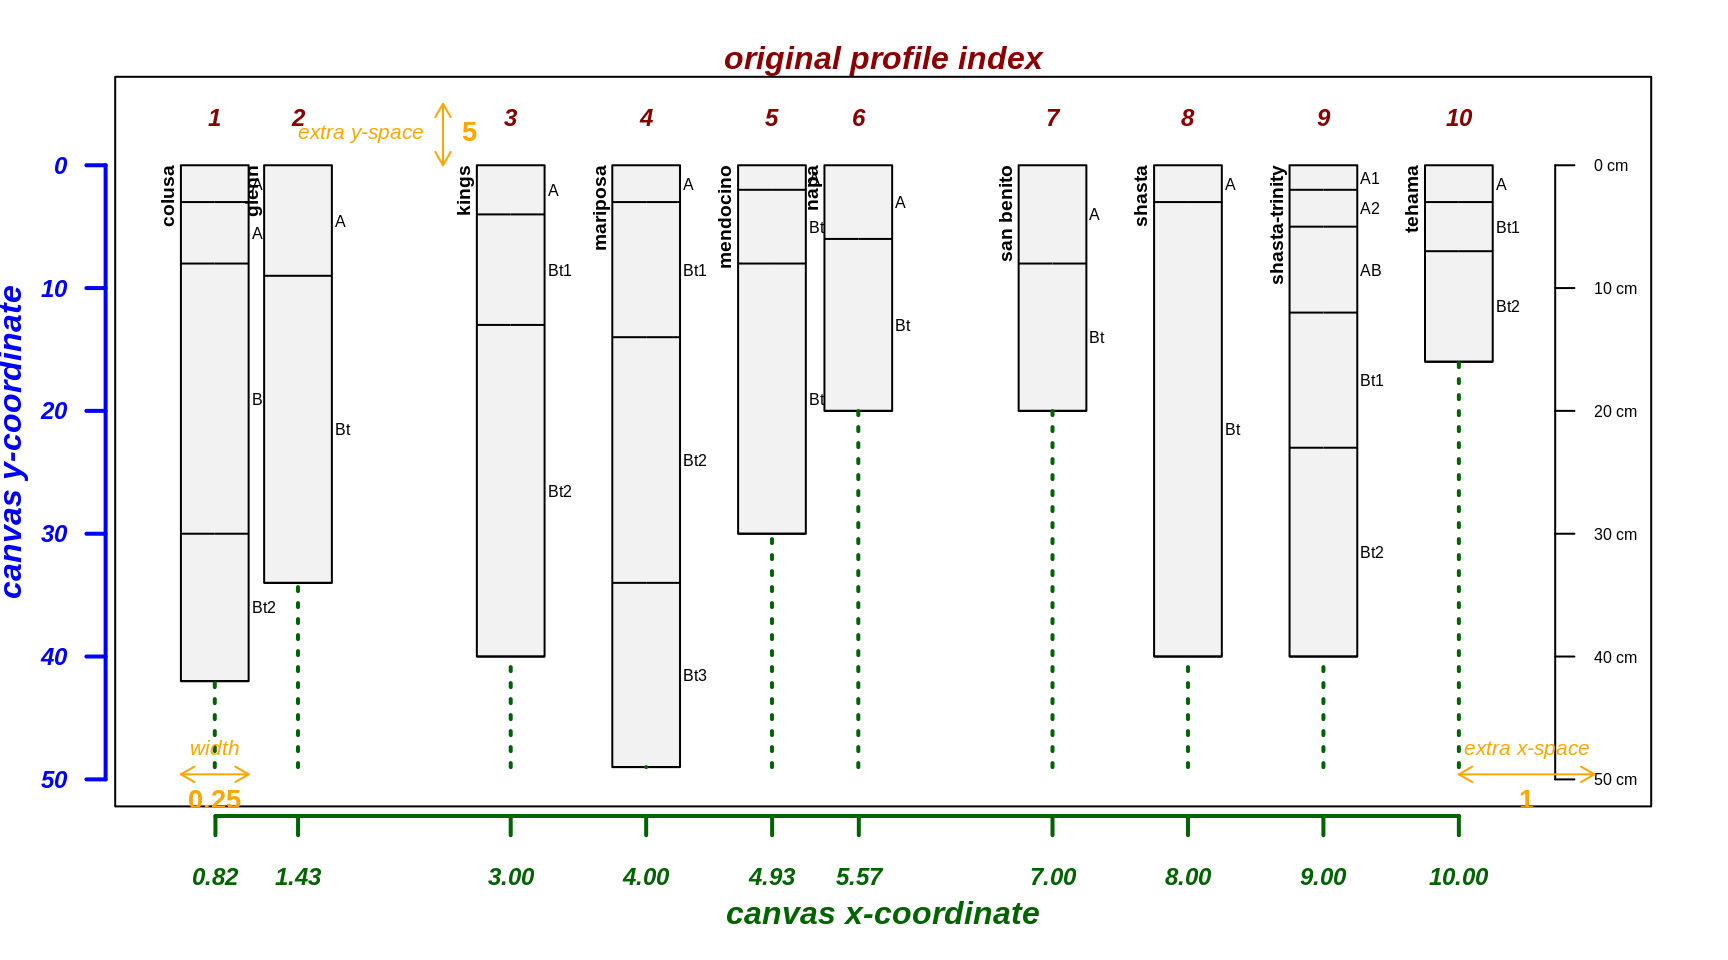 original profile index
1 2 3 4 5 6 7 8 9 10
extra y-space 5
canvas y-coordinate
0
10
20
30
40
50
colusa
A
B
Bt2
glenn
A
Bt
kings
A
Bt1
Bt2
mariposa
A
Bt1
Bt2
Bt3
mendocino
Bt
Bt
napa
A
Bt
san benito
A
Bt
shasta
A
Bt
shasta-trinity
A1
A2
AB
Bt1
Bt2
tehama
A
Bt1
Bt2
0 cm
10 cm
20 cm
30 cm
40 cm
50 cm
width
0.25
extra x-space
1
0.82 1.43 3.00 4.00 4.93 5.57 7.00 8.00 9.00 10.00
canvas x-coordinate